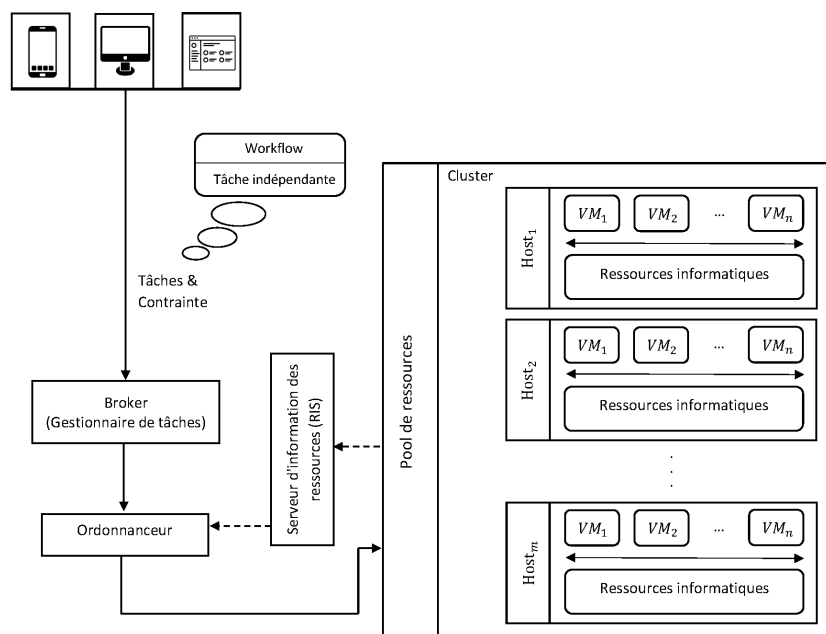 Workflow
Tâche indépendante
Tâches &
Contrainte
Broker
(Gestionnaire de tâches)
Ordonnanceur
Serveur d'information des
ressources (RIS)
Pool de ressources
Cluster
Host1
VM1 VM2 ... VMn
Ressources informatiques
Host2
VM1 VM2 ... VMn
Ressources informatiques
Hostm
VM1 VM2 ... VMn
Ressources informatiques